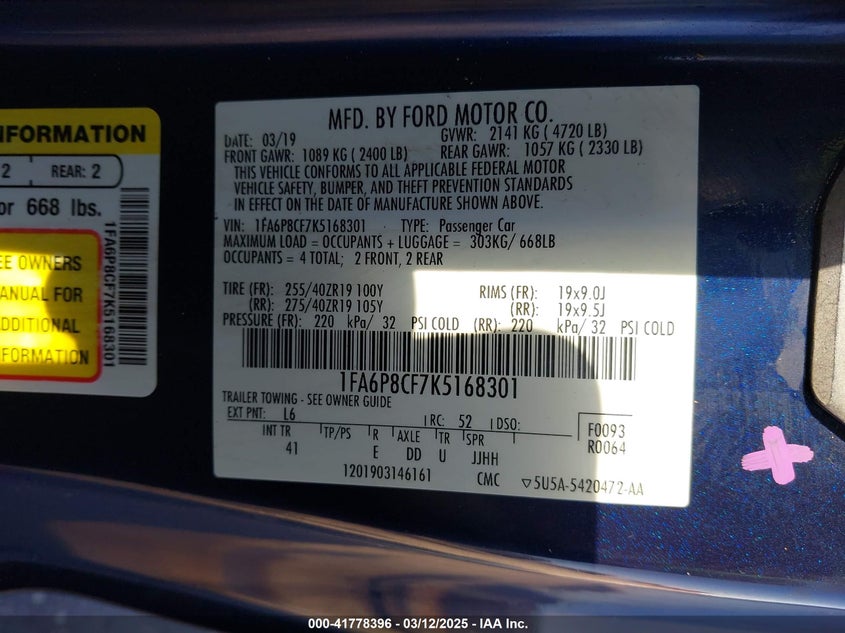 NFORMATION
2 REAR: 2
or 668 lbs.
EE OWNERS
ANUAL FOR
ADDITIONAL
NFORMATION
1FA6P8CF7K5168301
MFD. BY FORD MOTOR CO.
DATE: 03/19 GVWR: 2141 KG ( 4720 LB)
FRONT GAWR: 1089 KG ( 2400 LB) REAR GAWR: 1057 KG ( 2330 LB)
THIS VEHICLE CONFORMS TO ALL APPLICABLE FEDERAL MOTOR
VEHICLE SAFETY, BUMPER, AND THEFT PREVENTION STANDARDS
IN EFFECT ON THE DATE OF MANUFACTURE SHOWN ABOVE.
VIN: 1FA6P8CF7K5168301 TYPE: Passenger Car
MAXIMUM LOAD = OCCUPANTS + LUGGAGE = 303KG/ 668LB
OCCUPANTS = 4 TOTAL; 2 FRONT, 2 REAR
TIRE (FR): 255/40ZR19 100Y RIMS (FR): 19x9.0J
(RR): 275/40ZR19 105Y (RR): 19x9.5J
PRESSURE (FR): 220 kPa/ 32 PSI COLD (RR): 220 kPa/ 32 PSI COLD
1FA6P8CF7K5168301
TRAILER TOWING - SEE OWNER GUIDE
EXT PNT: L6 RC: 52 DSO: F0093
INT TR TP/PS R AXLE TR SPR R0064
41 E DD U JJHH
1201903146161 CMC ▽5U5A-5420472-AA
000-41778396 - 03/12/2025 - IAA Inc.